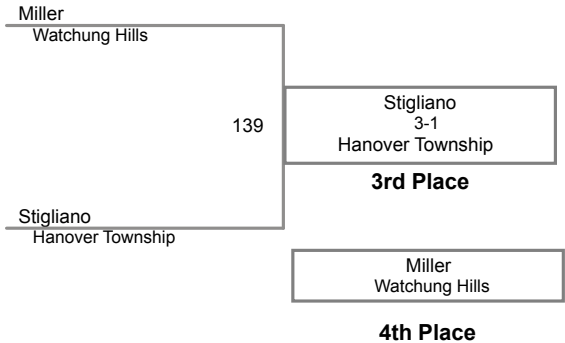 Miller
Watchung Hills
139
Stigliano
3-1
Hanover Township
3rd Place
Stigliano
Hanover Township
Miller
Watchung Hills
4th Place